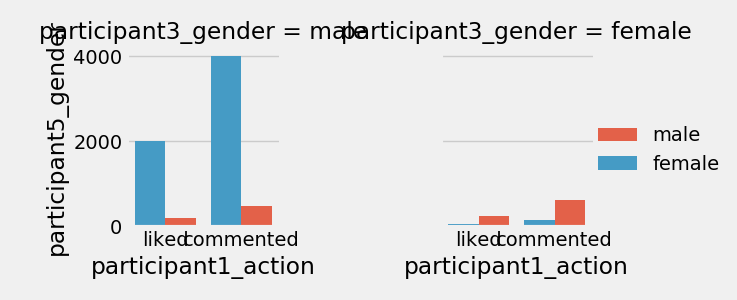 participant3_gender = male
participant3_gender = female
participant5_gender
4000
2000
0
liked
commented
liked
commented
participant1_action
participant1_action
male
female